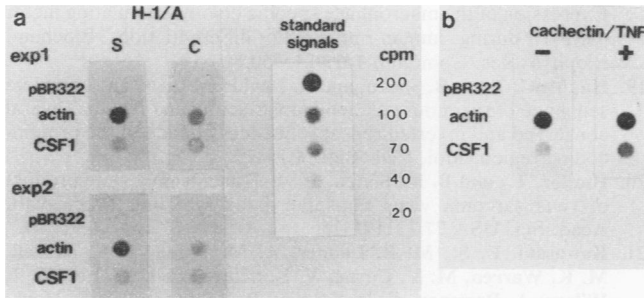 a
H-1/A
S C
standard
signals
cpm
exp1
pBR322
actin
CSF1
200
100
70
40
20
exp2
pBR322
actin
CSF1
b
cachectin/TNF
- +
pBR322
actin
CSF1